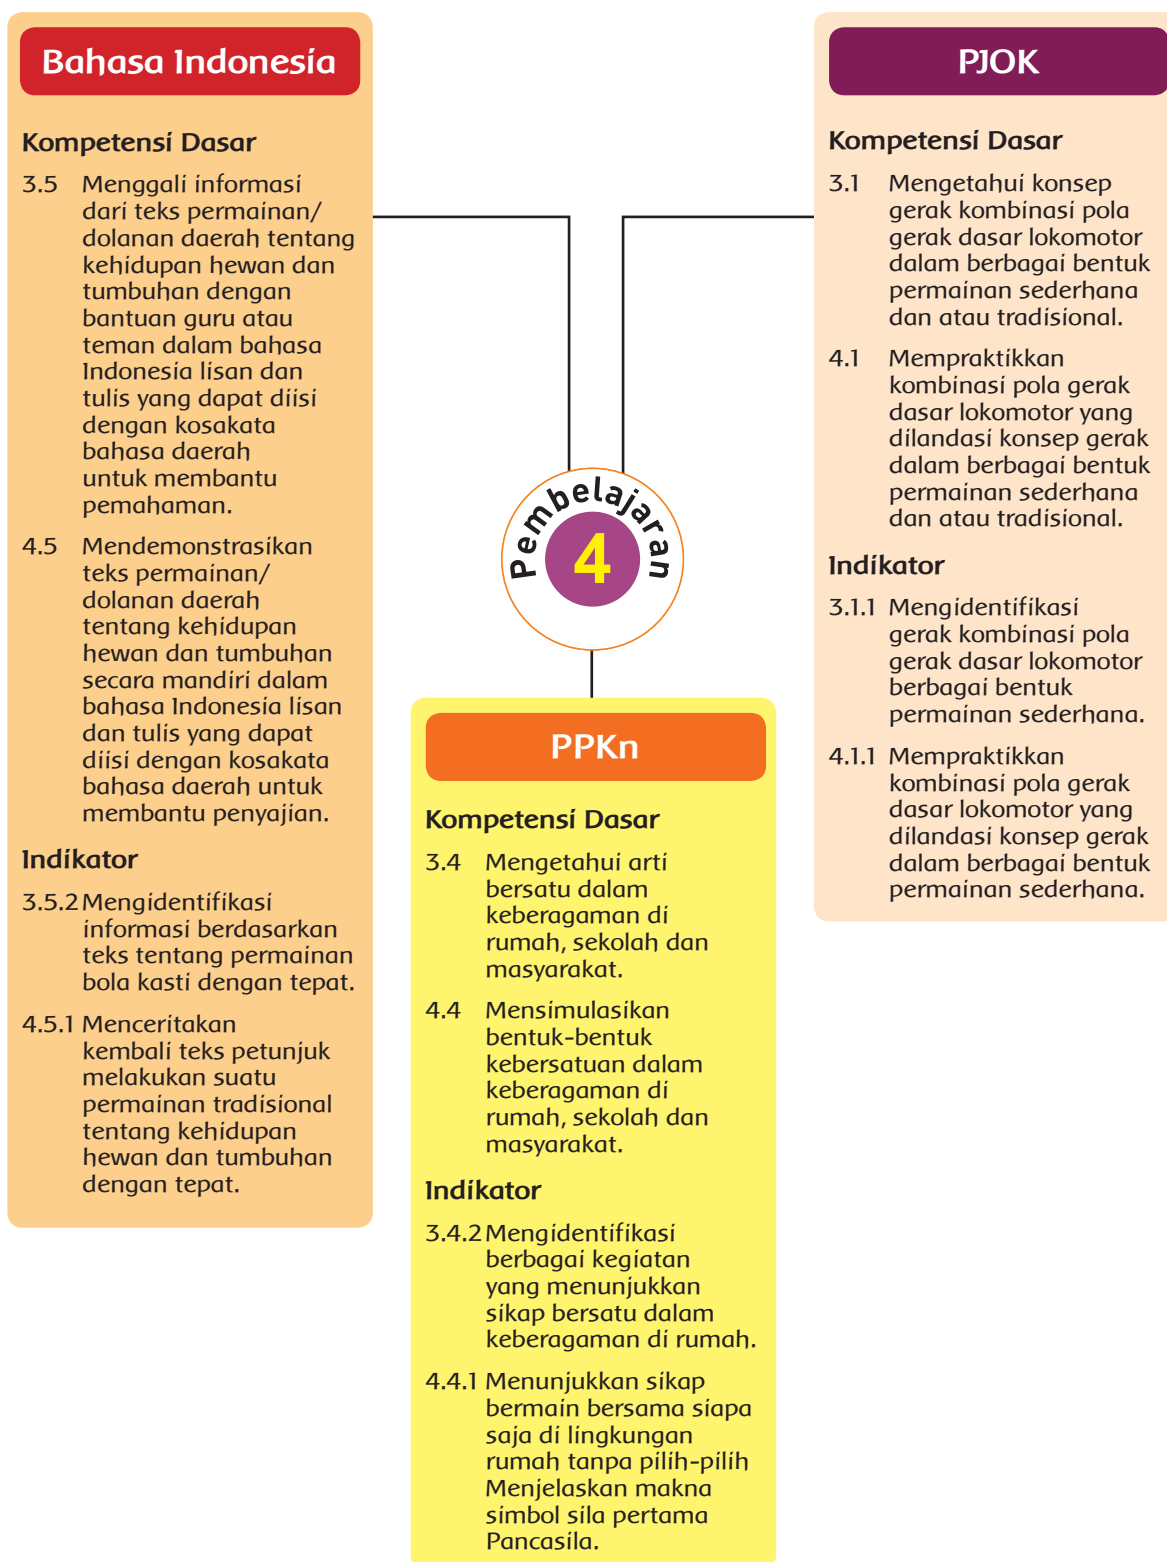 Bahasa Indonesia
Kompetensi Dasar
3.5 Menggali informasi
dari teks permainan/
dolanan daerah tentang
kehidupan hewan dan
tumbuhan dengan
bantuan guru atau
teman dalam bahasa
Indonesia lisan dan
tulis yang dapat diisi
dengan kosakata
bahasa daerah
untuk membantu
pemahaman.
4.5 Mendemonstrasikan
teks permainan/
dolanan daerah
tentang kehidupan
hewan dan tumbuhan
secara mandiri dalam
bahasa Indonesia lisan
dan tulis yang dapat
diisi dengan kosakata
bahasa daerah untuk
membantu penyajian.
Indikator
3.5.2 Mengidentifikasi
informasi berdasarkan
teks tentang permainan
bola kasti dengan tepat.
4.5.1 Menceritakan
kembali teks petunjuk
melakukan suatu
permainan tradisional
tentang kehidupan
hewan dan tumbuhan
dengan tepat.
Pembelajaran
4
PPKn
Kompetensi Dasar
3.4 Mengetahui arti
bersatu dalam
keberagaman di
rumah, sekolah dan
masyarakat.
4.4 Mensimulasikan
bentuk-bentuk
kebersatuan dalam
keberagaman di
rumah, sekolah dan
masyarakat.
Indikator
3.4.2 Mengidentifikasi
berbagai kegiatan
yang menunjukkan
sikap bersatu dalam
keberagaman di rumah.
4.4.1 Menunjukkan sikap
bermain bersama siapa
saja di lingkungan
rumah tanpa pilih-pilih
Menjelaskan makna
simbol sila pertama
Pancasila.
PJOK
Kompetensi Dasar
3.1 Mengetahui konsep
gerak kombinasi pola
gerak dasar lokomotor
dalam berbagai bentuk
permainan sederhana
dan atau tradisional.
4.1 Mempraktikkan
kombinasi pola gerak
dasar lokomotor yang
dilandasi konsep gerak
dalam berbagai bentuk
permainan sederhana
dan atau tradisional.
Indikator
3.1.1 Mengidentifikasi
gerak kombinasi pola
gerak dasar lokomotor
berbagai bentuk
permainan sederhana.
4.1.1 Mempraktikkan
kombinasi pola gerak
dasar lokomotor yang
dilandasi konsep gerak
dalam berbagai bentuk
permainan sederhana.